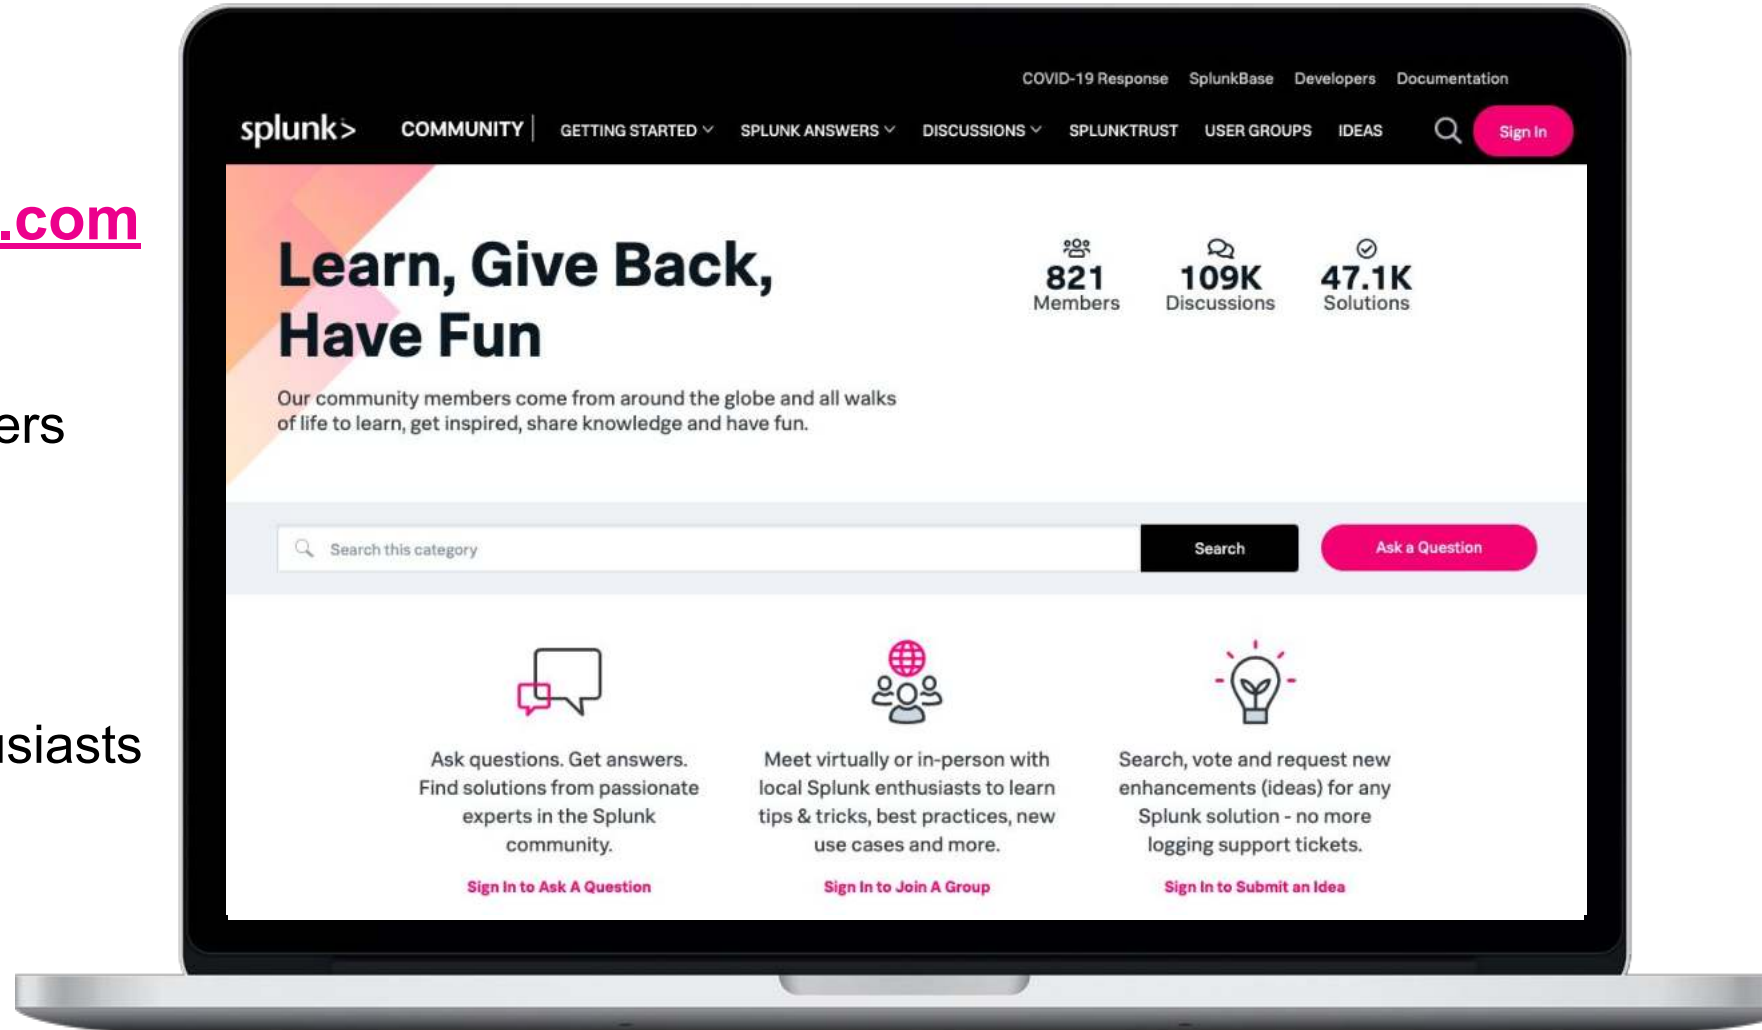 .com
ers
usiasts
COVID-19 Response SplunkBase Developers Documentation
splunk> COMMUNITY GETTING STARTED SPLUNK ANSWERS DISCUSSIONS SPLUNKTRUST USER GROUPS IDEAS Sign In
Learn, Give Back,
Have Fun
821 109K 47.1K
Members Discussions Solutions
Our community members come from around the globe and all walks
of life to learn, get inspired, share knowledge and have fun.
Search this category Search Ask a Question
Ask questions. Get answers.
Find solutions from passionate
experts in the Splunk
community.
Sign In to Ask A Question
Meet virtually or in-person with
local Splunk enthusiasts to learn
tips & tricks, best practices, new
use cases and more.
Sign In to Join A Group
Search, vote and request new
enhancements (ideas) for any
Splunk solution - no more
logging support tickets.
Sign In to Submit an Idea